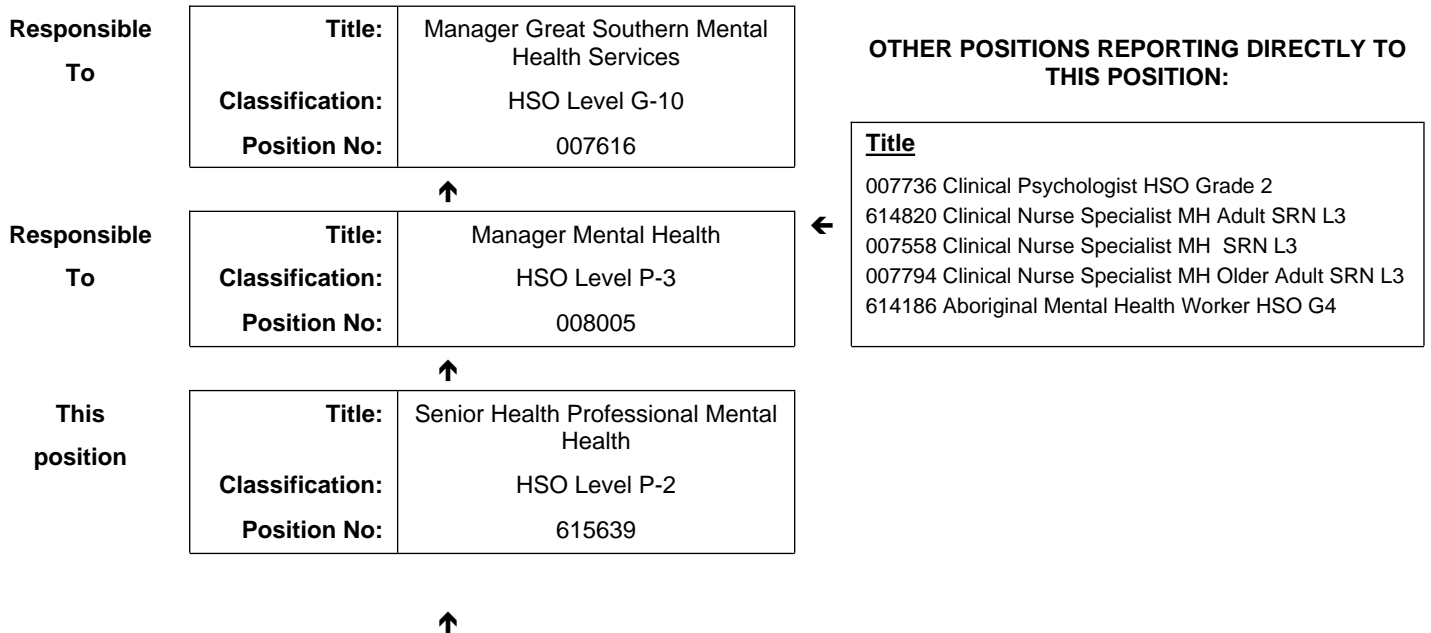 Responsible
To
Title: Manager Great Southern Mental
Health Services
Classification: HSO Level G-10
Position No: 007616
OTHER POSITIONS REPORTING DIRECTLY TO
THIS POSITION:
Title
007736 Clinical Psychologist HSO Grade 2
614820 Clinical Nurse Specialist MH Adult SRN L3
007558 Clinical Nurse Specialist MH SRN L3
007794 Clinical Nurse Specialist MH Older Adult SRN L3
614186 Aboriginal Mental Health Worker HSO G4
Responsible
To
Title: Manager Mental Health
Classification: HSO Level P-3
Position No: 008005
This
position
Title: Senior Health Professional Mental
Health
Classification: HSO Level P-2
Position No: 615639